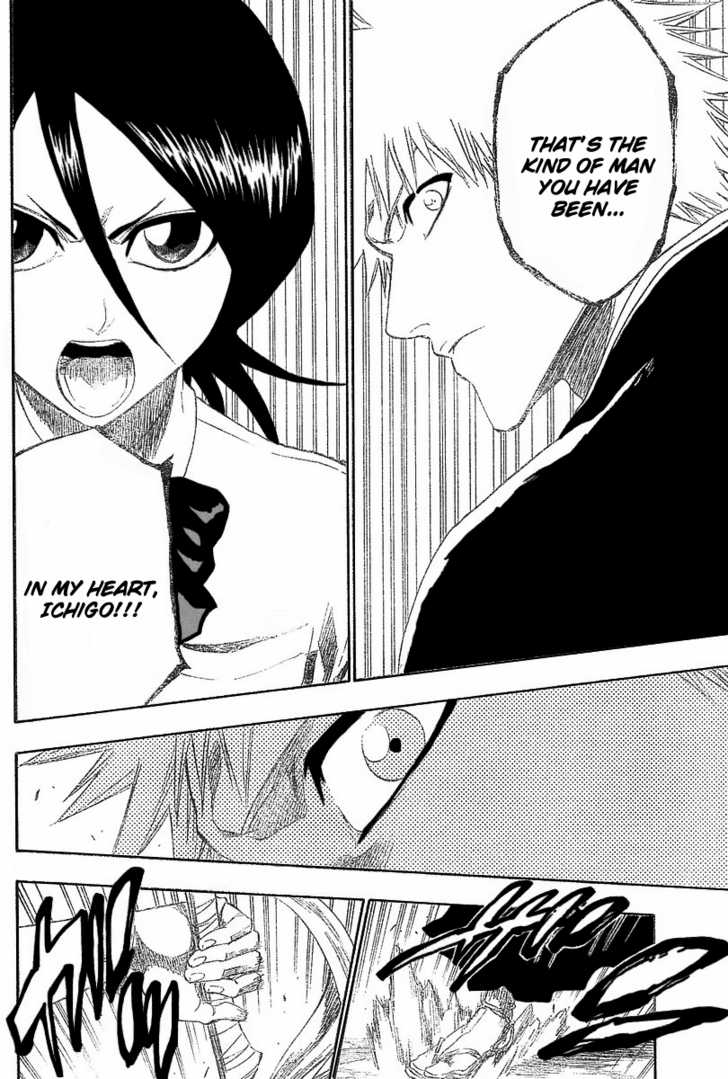 THAT'S THE
KIND OF MAN
YOU HAVE
BEEN...
IN MY HEART,
ICHIGO!!!